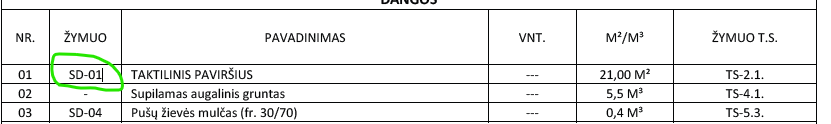 DANGOS
NR. ŽYMUO PAVADINIMAS VNT. M²/M³ ŽYMUO T.S.
01 SD-01 TAKTILINIS PAVIRŠIUS --- 21,00 M² TS-2.1.
02 - Supilamas augalinis gruntas --- 5,5 M³ TS-4.1.
03 SD-04 Pušų žievės mulčas (fr. 30/70) --- 0,4 M³ TS-5.3.